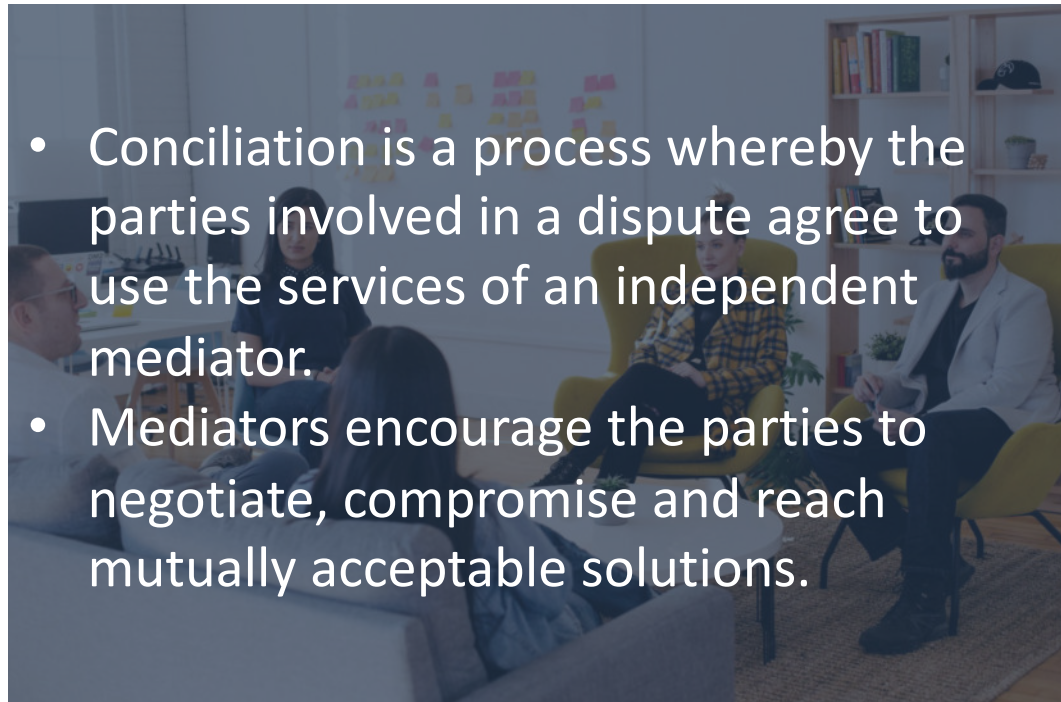 • Conciliation is a process whereby the
parties involved in a dispute agree to
use the services of an independent
mediator.
• Mediators encourage the parties to
negotiate, compromise and reach
mutually acceptable solutions.